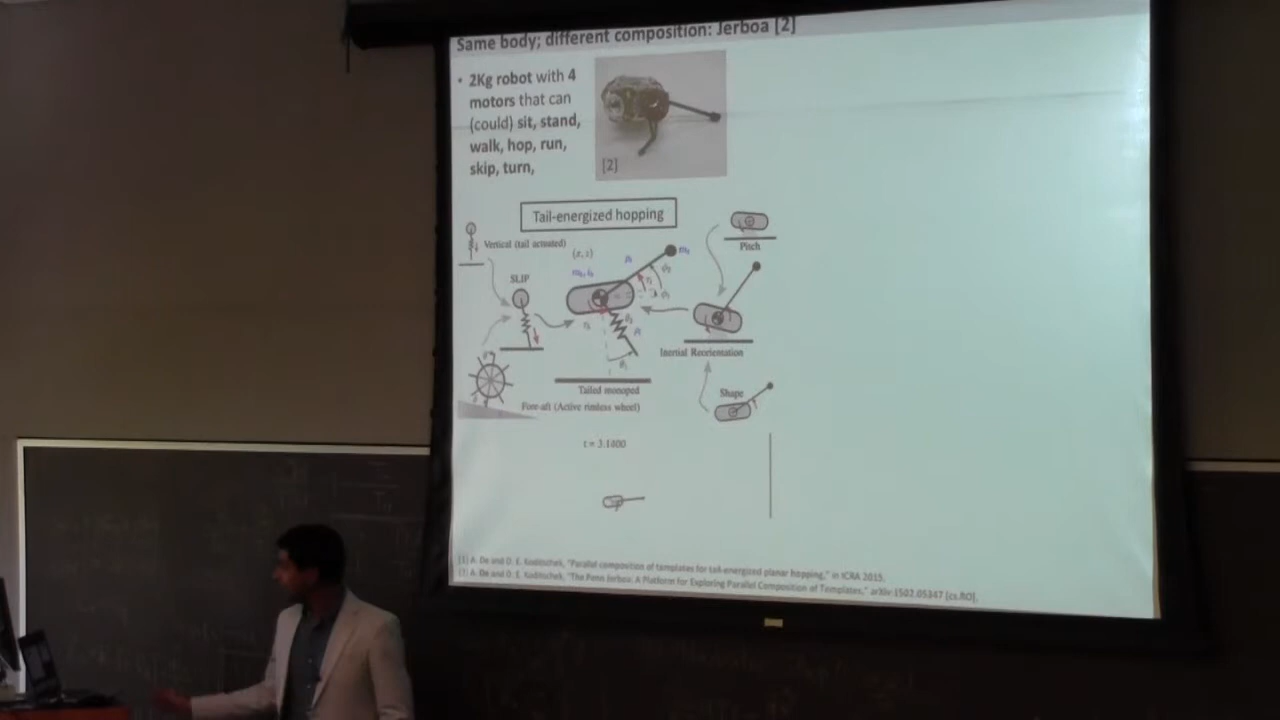 Same body; different composition: Jerboa [2]
• 2Kg robot with 4
motors that can
(could) sit, stand,
walk, hop, run,
skip, turn,
[2]
Tail-energized hopping
Vertical (tail actuated)
(x, z)
Pitch
SLIP
Inertial Reorientation
Tailed monoped
Shape
Fore-aft (Active rimless wheel)
t = 3.1400
[1] A. De and D. E. Koditschek, "Parallel composition of templates for tail-energized planar hopping," in ICRA 2015.
[2] A. De and D. E. Koditschek, "The Penn Jerboa: A Platform for Exploring Parallel Composition of Templates," arXiv:1502.05347 [cs.RO],